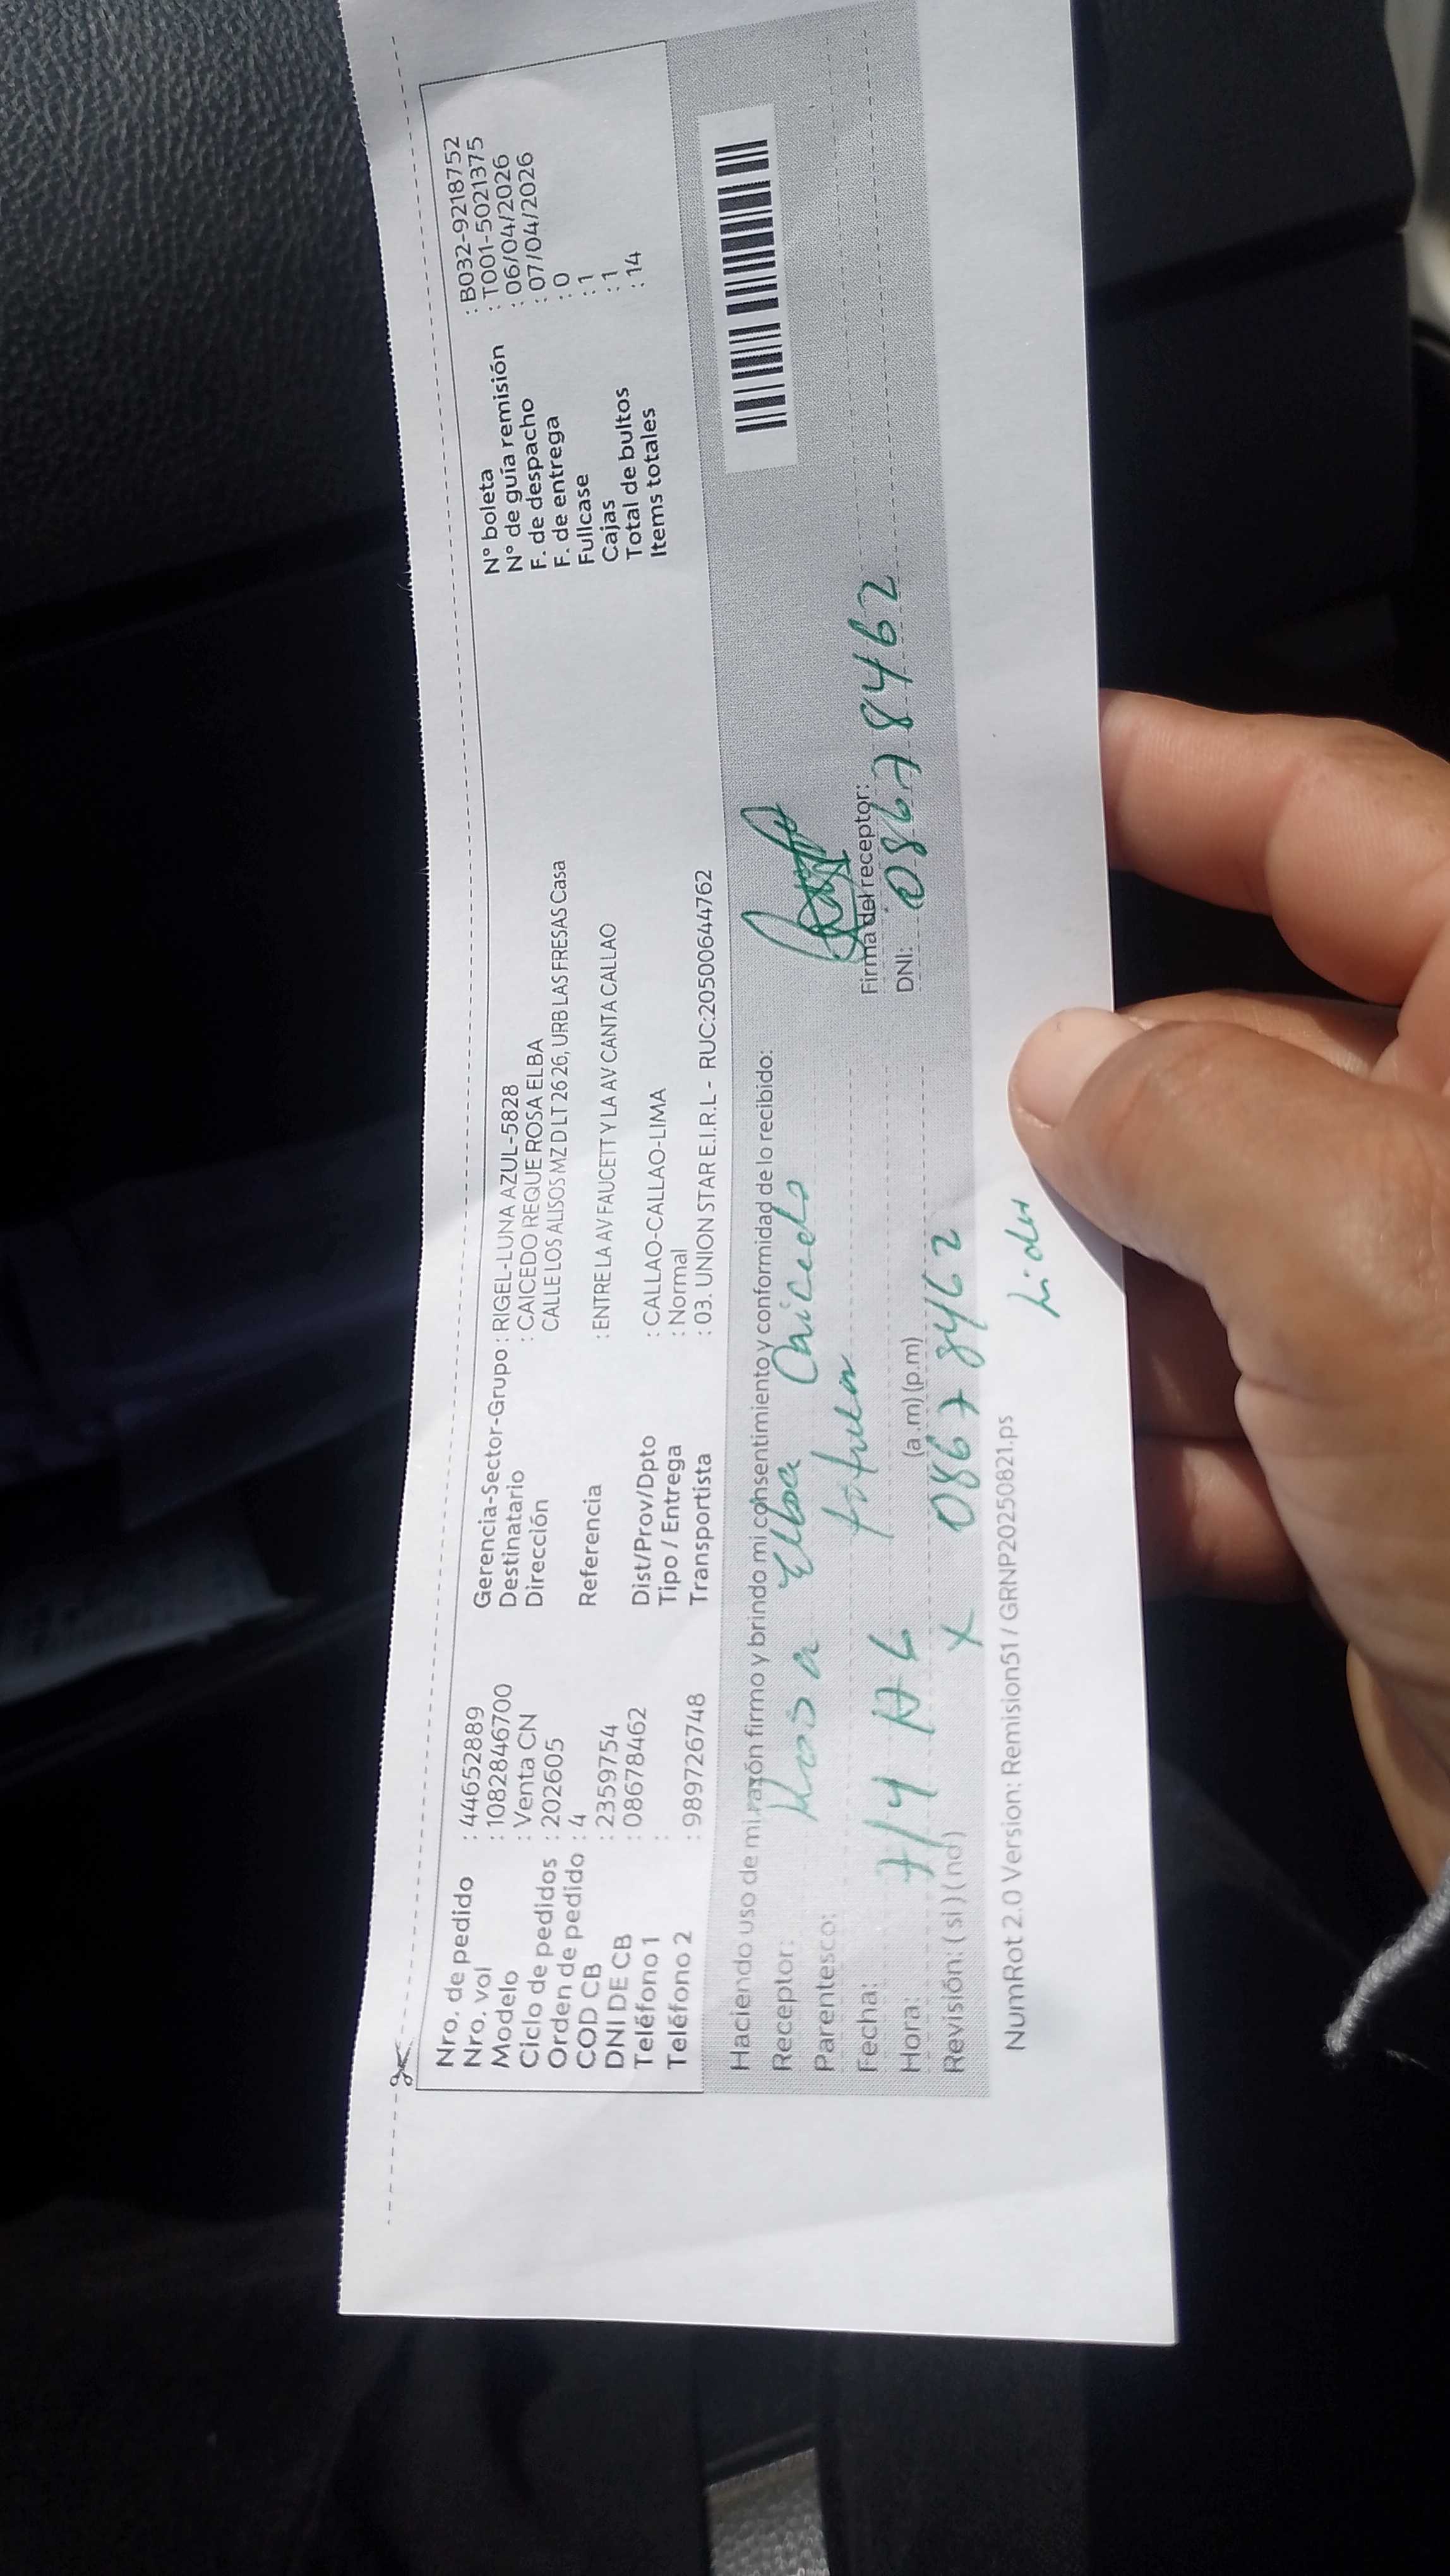 Nro. de pedido : 44652889
Nro. vol : 1082846700
Modelo : Venta CN
Ciclo de pedidos : 202605
Orden de pedido : 4
COD CB : 2359754
DNI DE CB : 08678462
Teléfono 1 :
Teléfono 2 : 989726748
Gerencia-Sector-Grupo : RIGEL-LUNA AZUL-5828
Destinatario : CAICEDO REQUE ROSA ELBA
Dirección CALLE LOS ALISOS MZ D LT 26 26, URB LAS FRESAS Casa
Referencia : ENTRE LA AV FAUCETT Y LA AV CANTA CALLAO
Dist/Prov/Dpto : CALLAO-CALLAO-LIMA
Tipo / Entrega : Normal
Transportista : 03. UNION STAR E.I.R.L - RUC:20500644762
N° boleta : B032-9218752
N° de guía remisión : T001-5021375
F. de despacho : 06/04/2026
F. de entrega : 07/04/2026
Fullcase : 0
Cajas : 1
Total de bultos : 1
Items totales : 14
Haciendo uso de mi razón firmo y brindo mi consentimiento y conformidad de lo recibido:
Receptor: Rosa Elba Caicedo
Parentesco:
Fecha: 7/4
Hora: (a.m) (p.m)
Revisión: ( si ) ( no ) X 08678462
Firma del receptor:
DNI: 08678462
NumRot 2.0 Version: Remision51 / GRNP20250821.ps
Lider